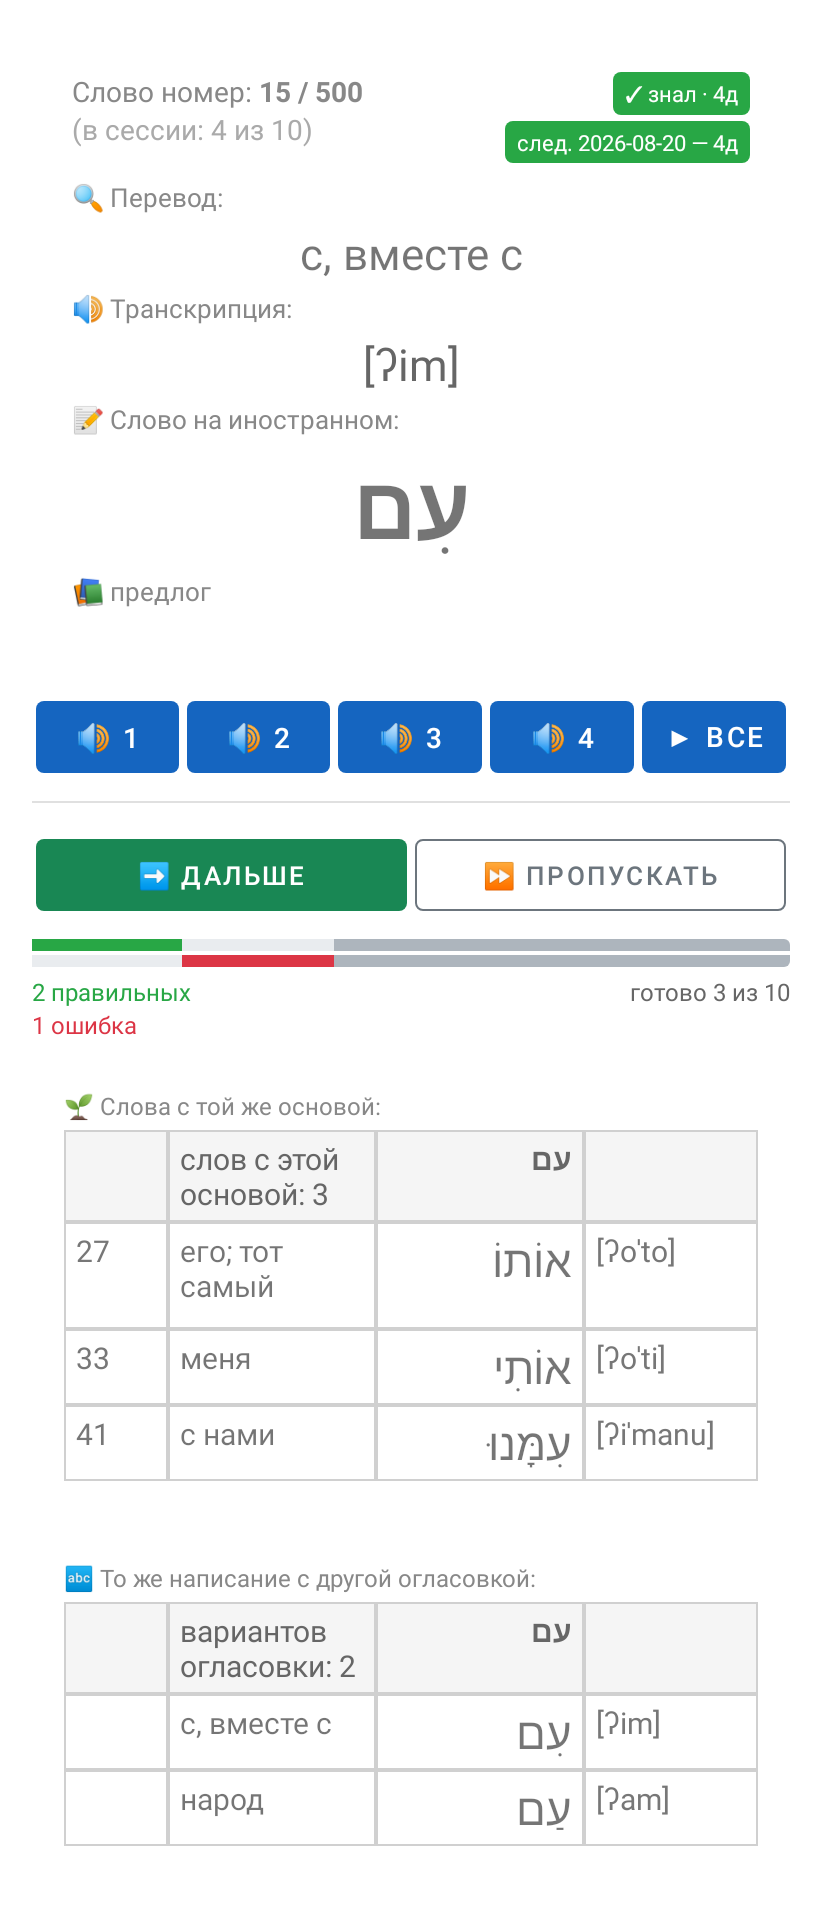 Слово номер: 15 / 500
(в сессии: 4 из 10)
✓ знал · 4д
след. 2026-08-20 — 4д
🔍 Перевод:
с, вместе с
🔊 Транскрипция:
[ʔim]
📝 Слово на иностранном:
עִם
предлог
🔊 1
🔊 2
🔊 3
🔊 4
► ВСЕ
➡️ ДАЛЬШЕ
⏩ ПРОПУСКАТЬ
2 правильных
1 ошибка
готово 3 из 10
🌱 Слова с той же основой:
слов с этой
основой: 3
עם
27
его; тот
самый
אוֹתוֹ
[ʔo'to]
33
меня
אוֹתִי
[ʔo'ti]
41
с нами
עִמָּנוּ
[ʔi'manu]
🔤 То же написание с другой огласовкой:
вариантов
огласовки: 2
עם
с, вместе с
עִם
[ʔim]
народ
עַם
[ʔam]